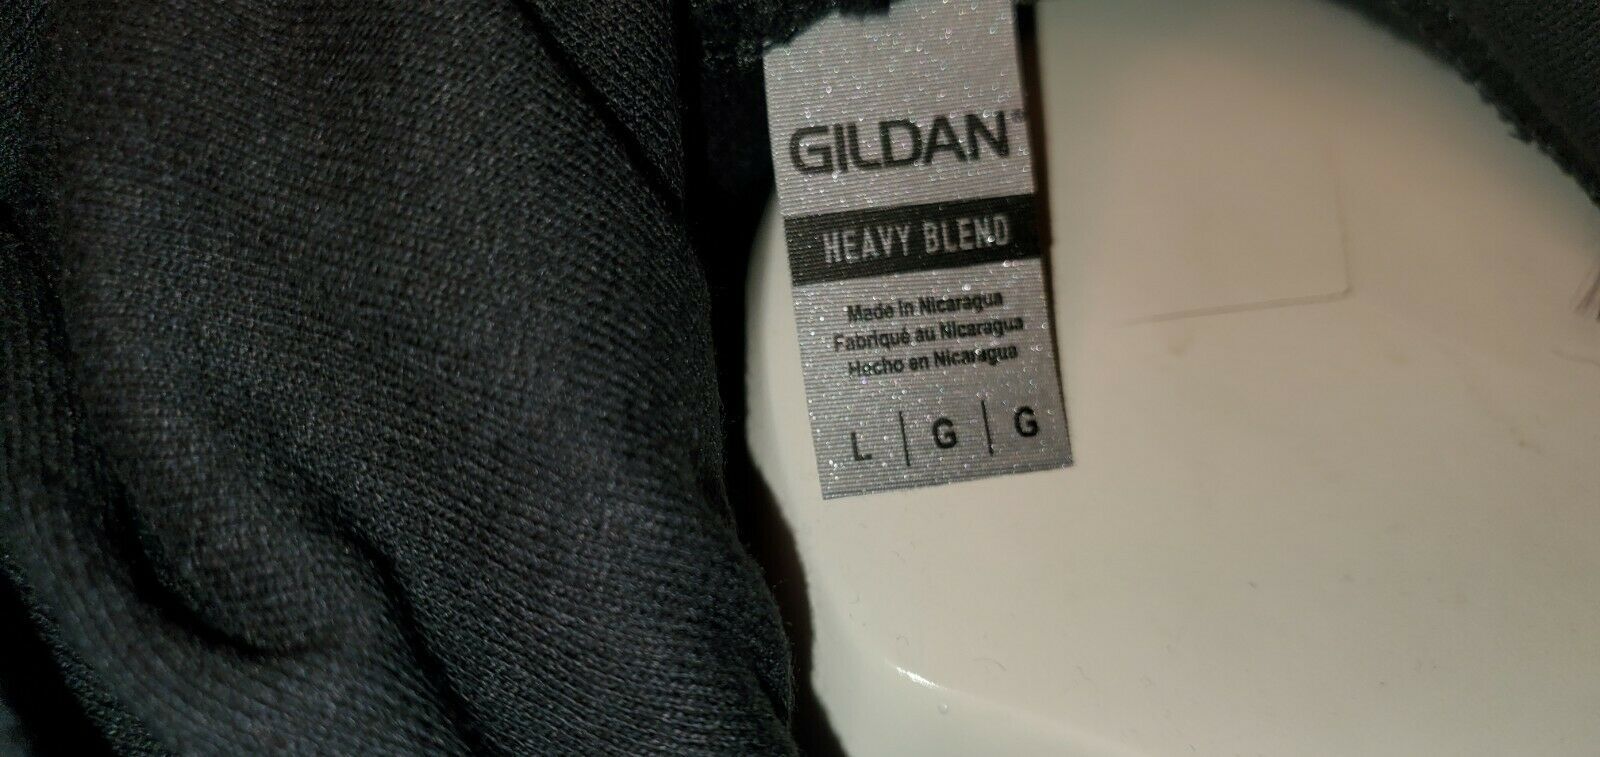 GILDAN®
HEAVY BLEND
Made in Nicaragua
Fabriqué au Nicaragua
Hecho en Nicaragua
L | G | G